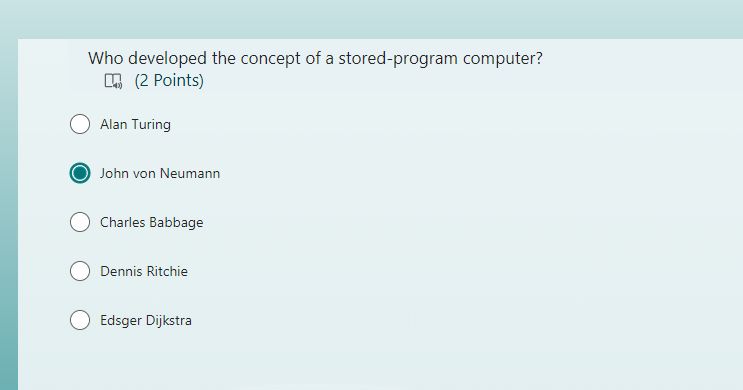 Who developed the concept of a stored-program computer?
(2 Points)
Alan Turing
John von Neumann
Charles Babbage
Dennis Ritchie
Edsger Dijkstra